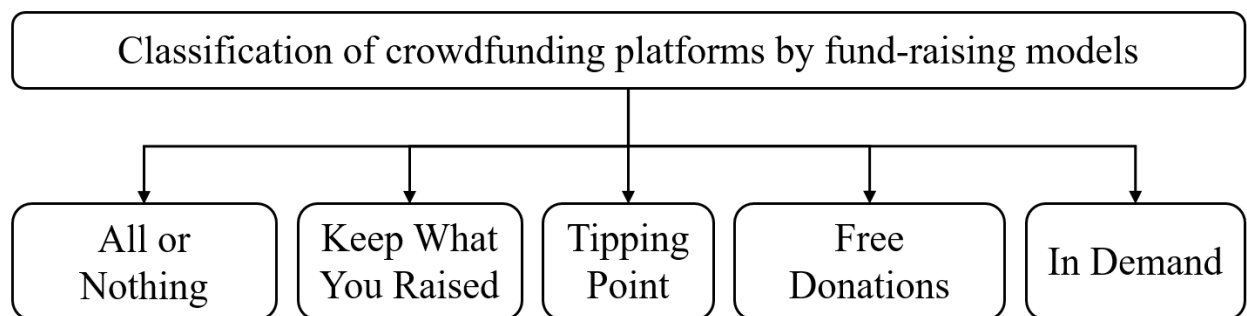 Classification of crowdfunding platforms by fund-raising models
All or
Nothing
Keep What
You Raised
Tipping
Point
Free
Donations
In Demand